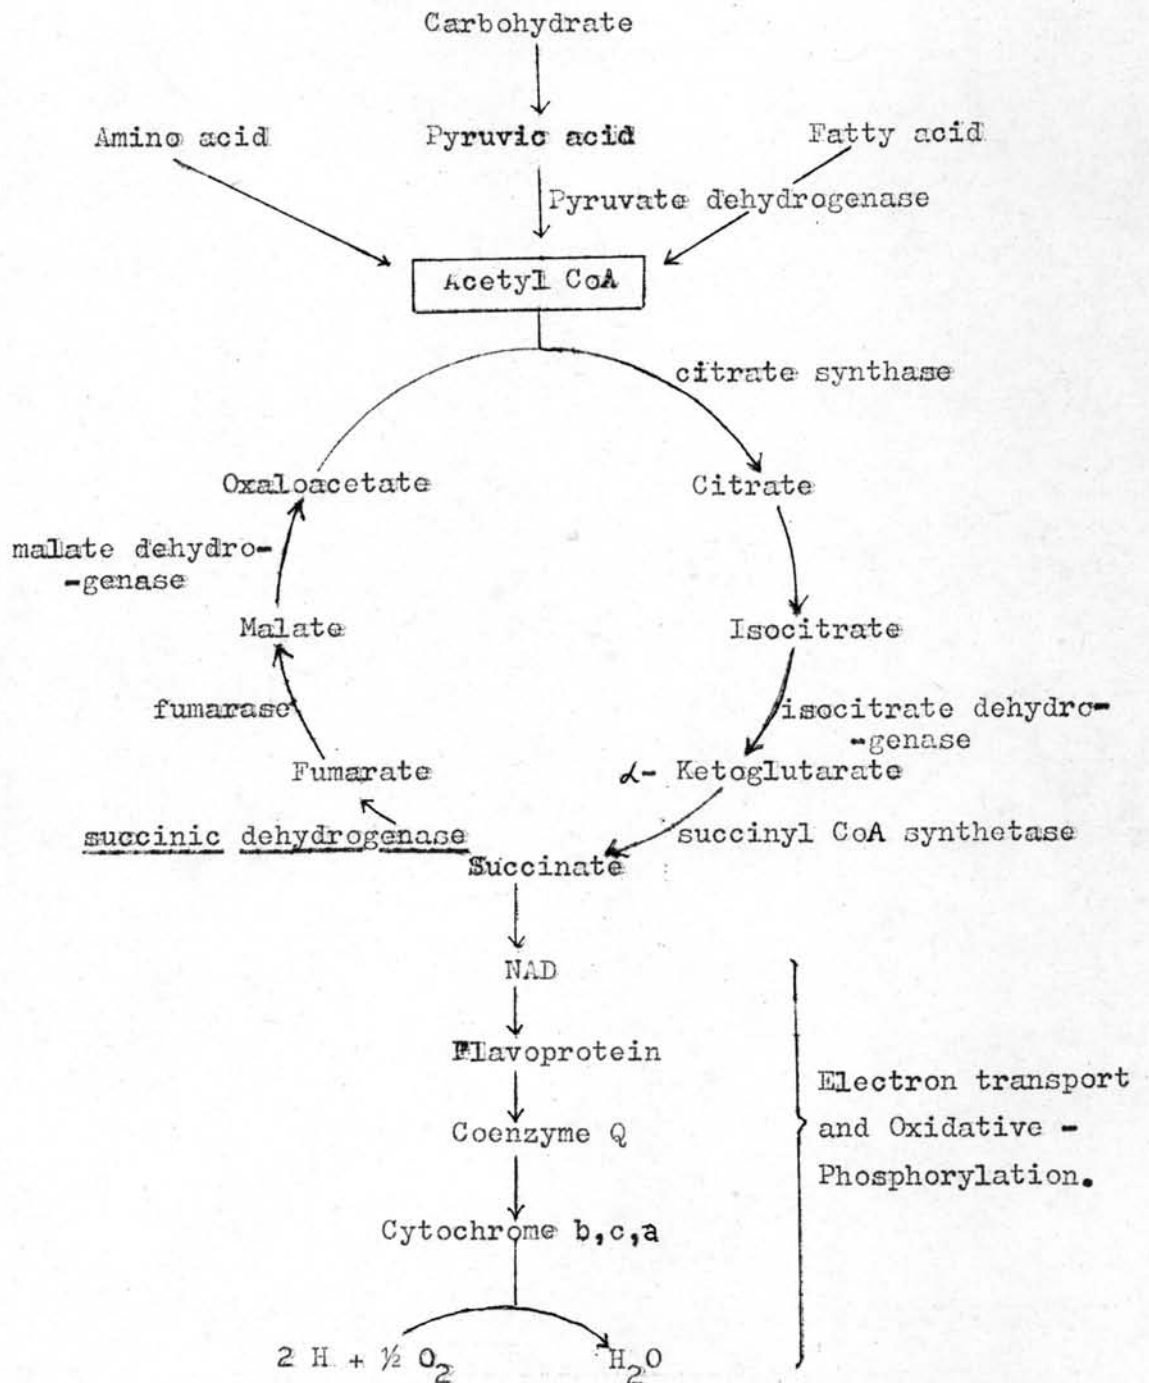 Carbohydrate
Amino acid
Pyruvic acid
Fatty acid
Pyruvate dehydrogenase
Acetyl CoA
citrate synthase
Oxaloacetate
Citrate
malate dehydro-
-genase
Malate
Isocitrate
fumarase
isocitrate dehydro-
-genase
Fumarate
α- Ketoglutarate
succinic dehydrogenase
succinyl CoA synthetase
Succinate
NAD
Flavoprotein
Coenzyme Q
Cytochrome b,c,a
Electron transport
and Oxidative -
Phosphorylation.
2 H + ½ O₂
H₂O